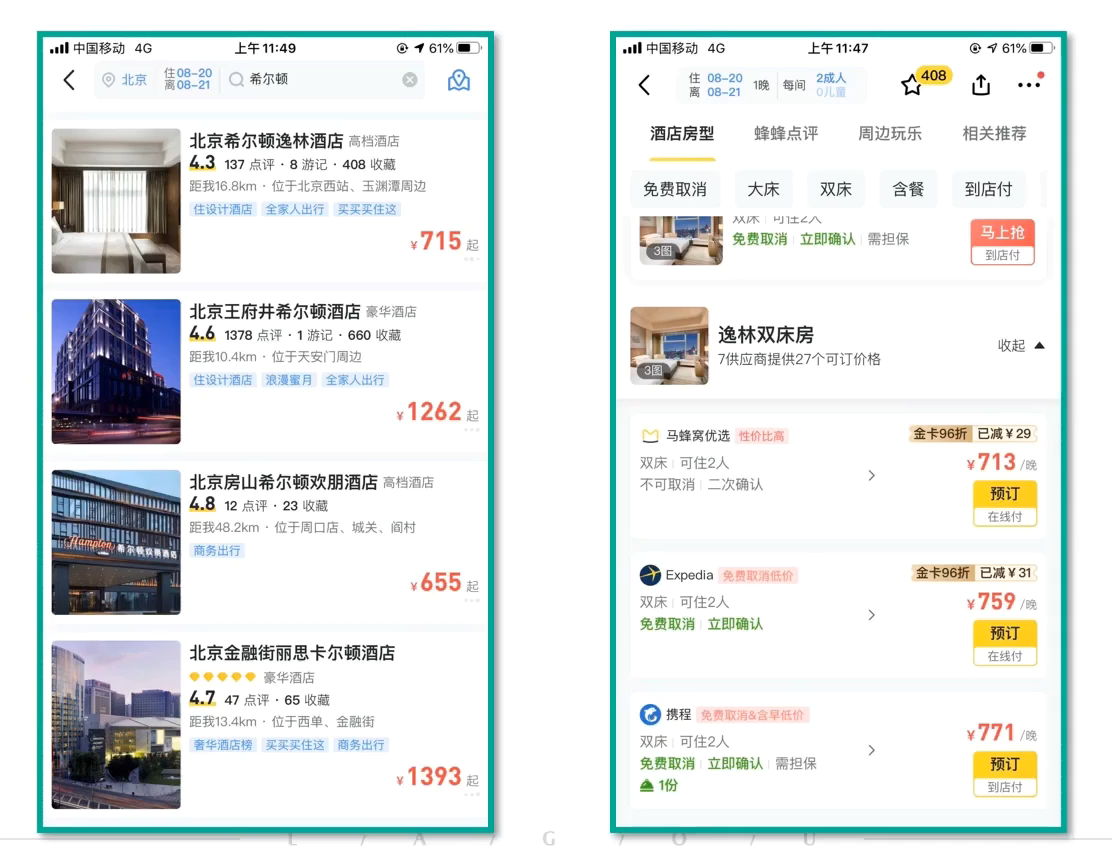 中国移动 4G 上午11:49 61%
北京 住08-20 离08-21 希尔顿
北京希尔顿逸林酒店 高档酒店
4.3 137 点评 · 8 游记 · 408 收藏
距我16.8km · 位于北京西站、玉渊潭周边
住设计酒店 全家人出行 买买买住这
¥715 起
北京王府井希尔顿酒店 豪华酒店
4.6 1378 点评 · 1 游记 · 660 收藏
距我10.4km · 位于天安门周边
住设计酒店 浪漫蜜月 全家人出行
¥1262 起
北京房山希尔顿欢朋酒店 高档酒店
Hampton 希尔顿欢朋酒店
4.8 12 点评 · 23 收藏
距我48.2km · 位于周口店、城关、阎村
商务出行
¥655 起
北京金融街丽思卡尔顿酒店
豪华酒店
4.7 47 点评 · 65 收藏
距我13.4km · 位于西单、金融街
奢华酒店榜 买买买住这 商务出行
¥1393 起
中国移动 4G 上午11:47 61%
住 08-20 离 08-21 1晚 每间 2成人 0儿童 408
酒店房型 蜂蜂点评 周边玩乐 相关推荐
免费取消 大床 双床 含餐 到店付
双床 可住2人
3图 免费取消 立即确认 需担保 马上抢
到店付
逸林双床房
7供应商提供27个可订价格 收起
3图
马蜂窝优选 性价比高 金卡96折 已减¥29
双床 可住2人 ¥713 /晚
不可取消 二次确认 预订
在线付
Expedia 免费取消低价 金卡96折 已减¥31
双床 可住2人 ¥759 /晚
免费取消 立即确认 预订
在线付
携程 免费取消&含早低价
双床 可住2人 ¥771 /晚
免费取消 立即确认 需担保 预订
1份 到店付
L / A / G / O / U